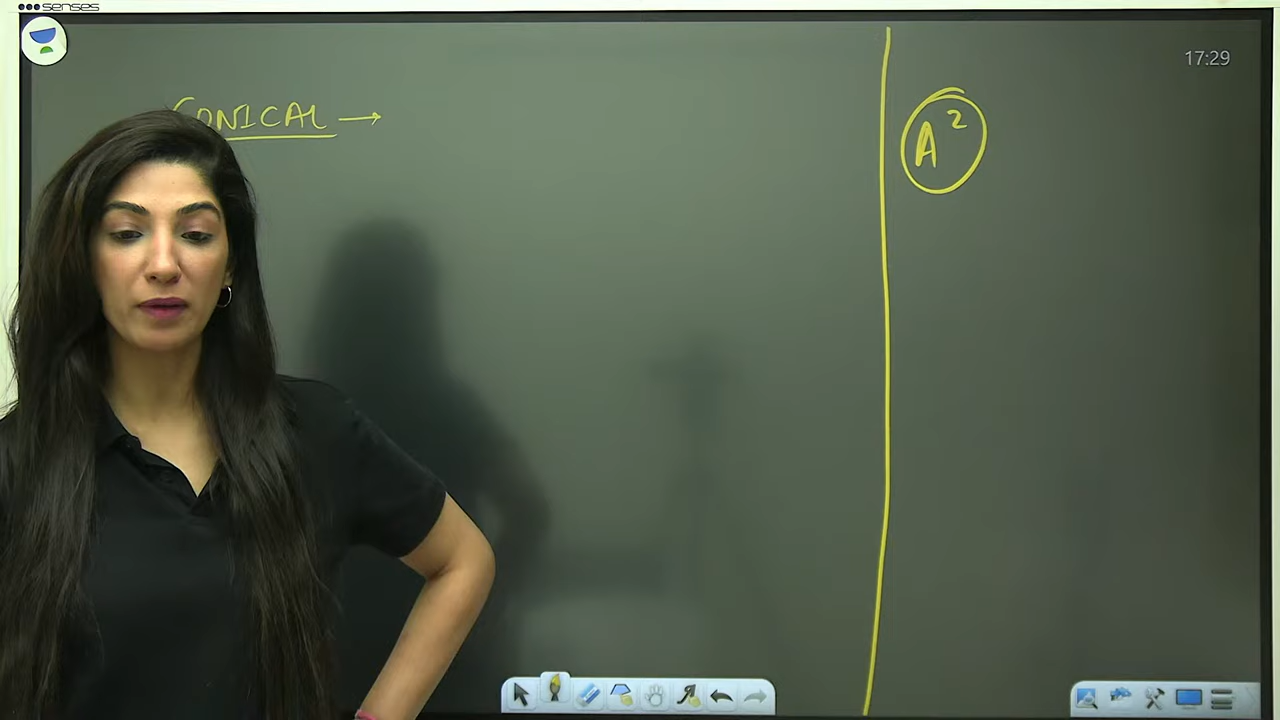 senses
17:29
CONICAL →
A²